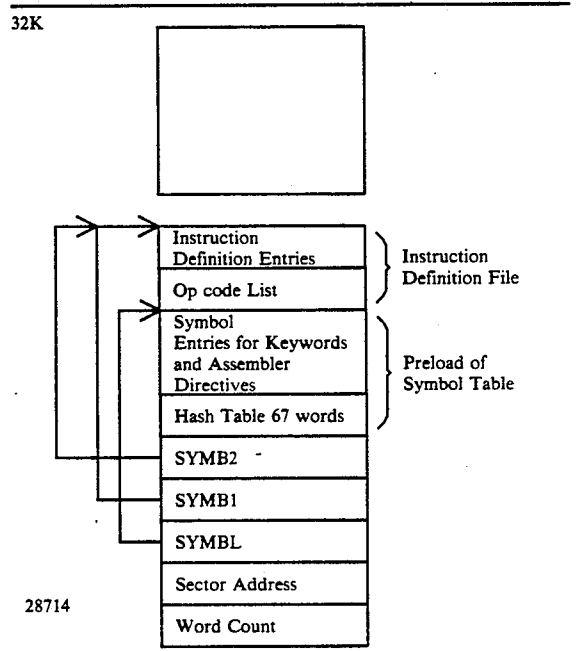 32K
Instruction
Definition Entries
Op code List
Instruction
Definition File
Symbol
Entries for Keywords
and Assembler
Directives
Hash Table 67 words
Preload of
Symbol Table
SYMB2
SYMB1
SYMBL
Sector Address
28714
Word Count